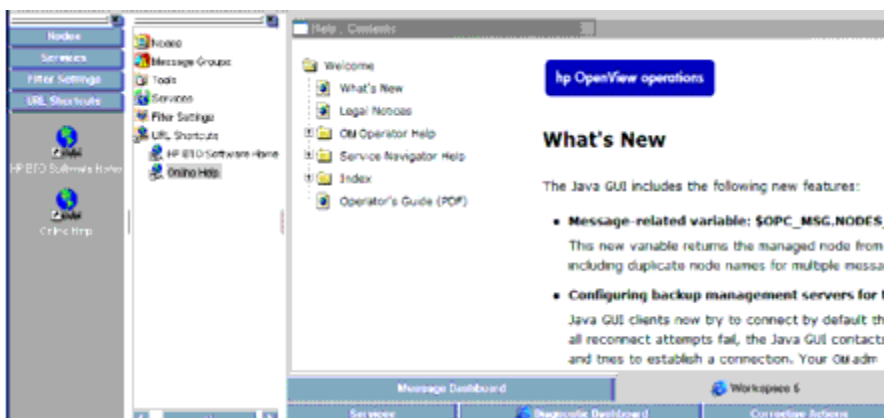 Nodes
Services
Filter Settings
URL Shortcuts
HP BTO Software Home
Online Help
Nodes
Message Groups
Tools
Services
Filter Settings
URL Shortcuts
HP BTO Software Home
Online Help
Help : Contents
Welcome
What's New
Legal Notices
OM Operator Help
Service Navigator Help
Index
Operator's Guide (PDF)
hp OpenView operations
What's New
The Java GUI includes the following new features:
Message-related variable: $OPC_MSG.NODES_
This new variable returns the managed node from
including duplicate node names for multiple messa
Configuring backup management servers for
Java GUI clients now try to connect by default th
all reconnect attempts fail, the Java GUI contacts
and tries to establish a connection. Your OM adm
Message Dashboard
Workspace 6
Services
Diagnostic Dashboard
Corrective Actions